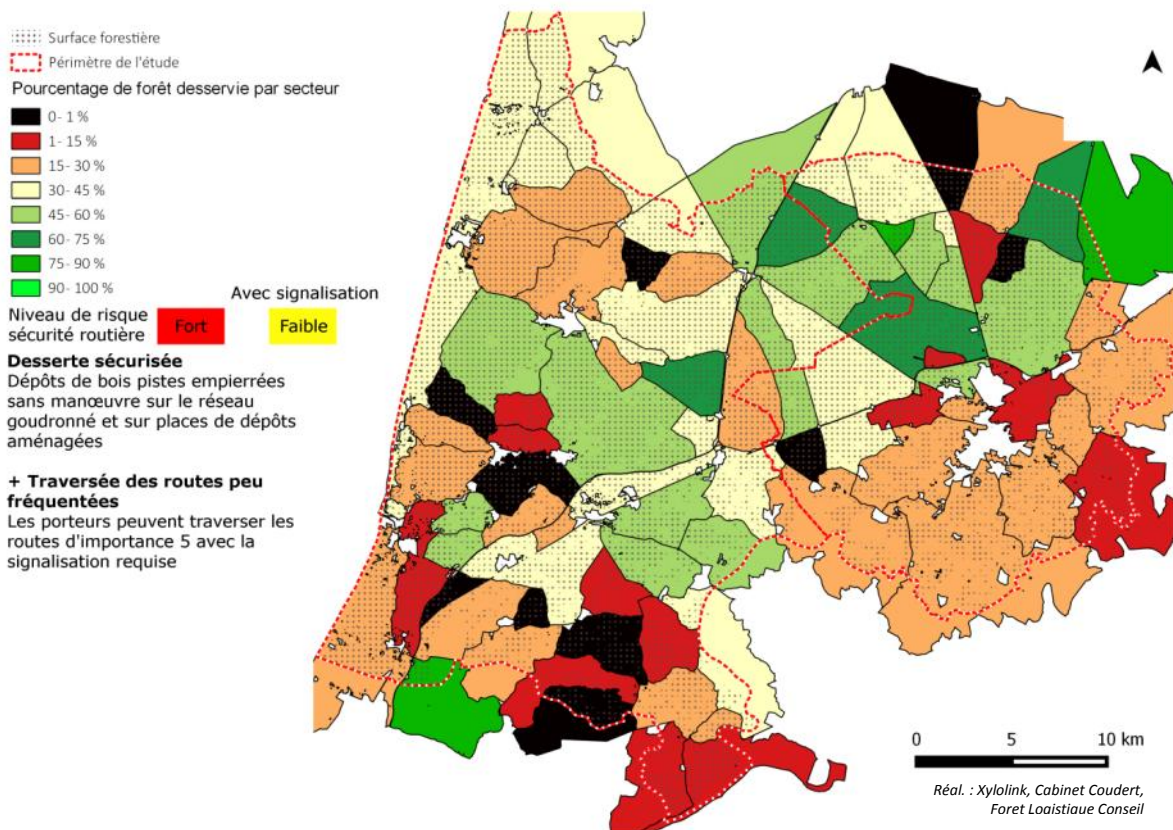 Surface forestière
Périmètre de l'étude
Pourcentage de forêt desservie par secteur
0- 1 %
1- 15 %
15- 30 %
30- 45 %
45- 60 %
60- 75 %
75- 90 %
90- 100 %
Avec signalisation
Niveau de risque
sécurité routière
Fort
Faible
Desserte sécurisée
Dépôts de bois pistes empierrées
sans manœuvre sur le réseau
goudronné et sur places de dépôts
aménagées
+ Traversée des routes peu
fréquentées
Les porteurs peuvent traverser les
routes d'importance 5 avec la
signalisation requise
0 5 10 km
Réal. : Xylolink, Cabinet Coudert,
Foret Logistique Conseil